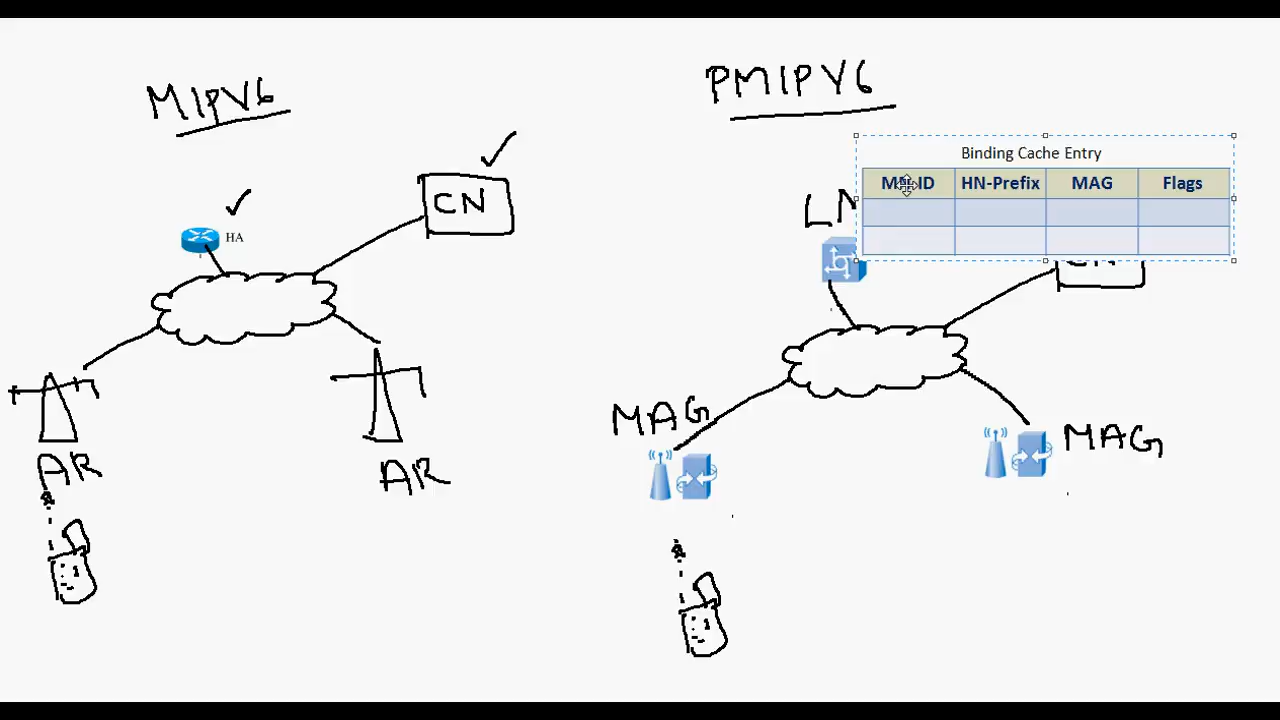 MIPV6
PMIPV6
CN
HA
Binding Cache Entry
HN-Prefix MAG Flags
MAG
MAG
AR
AR